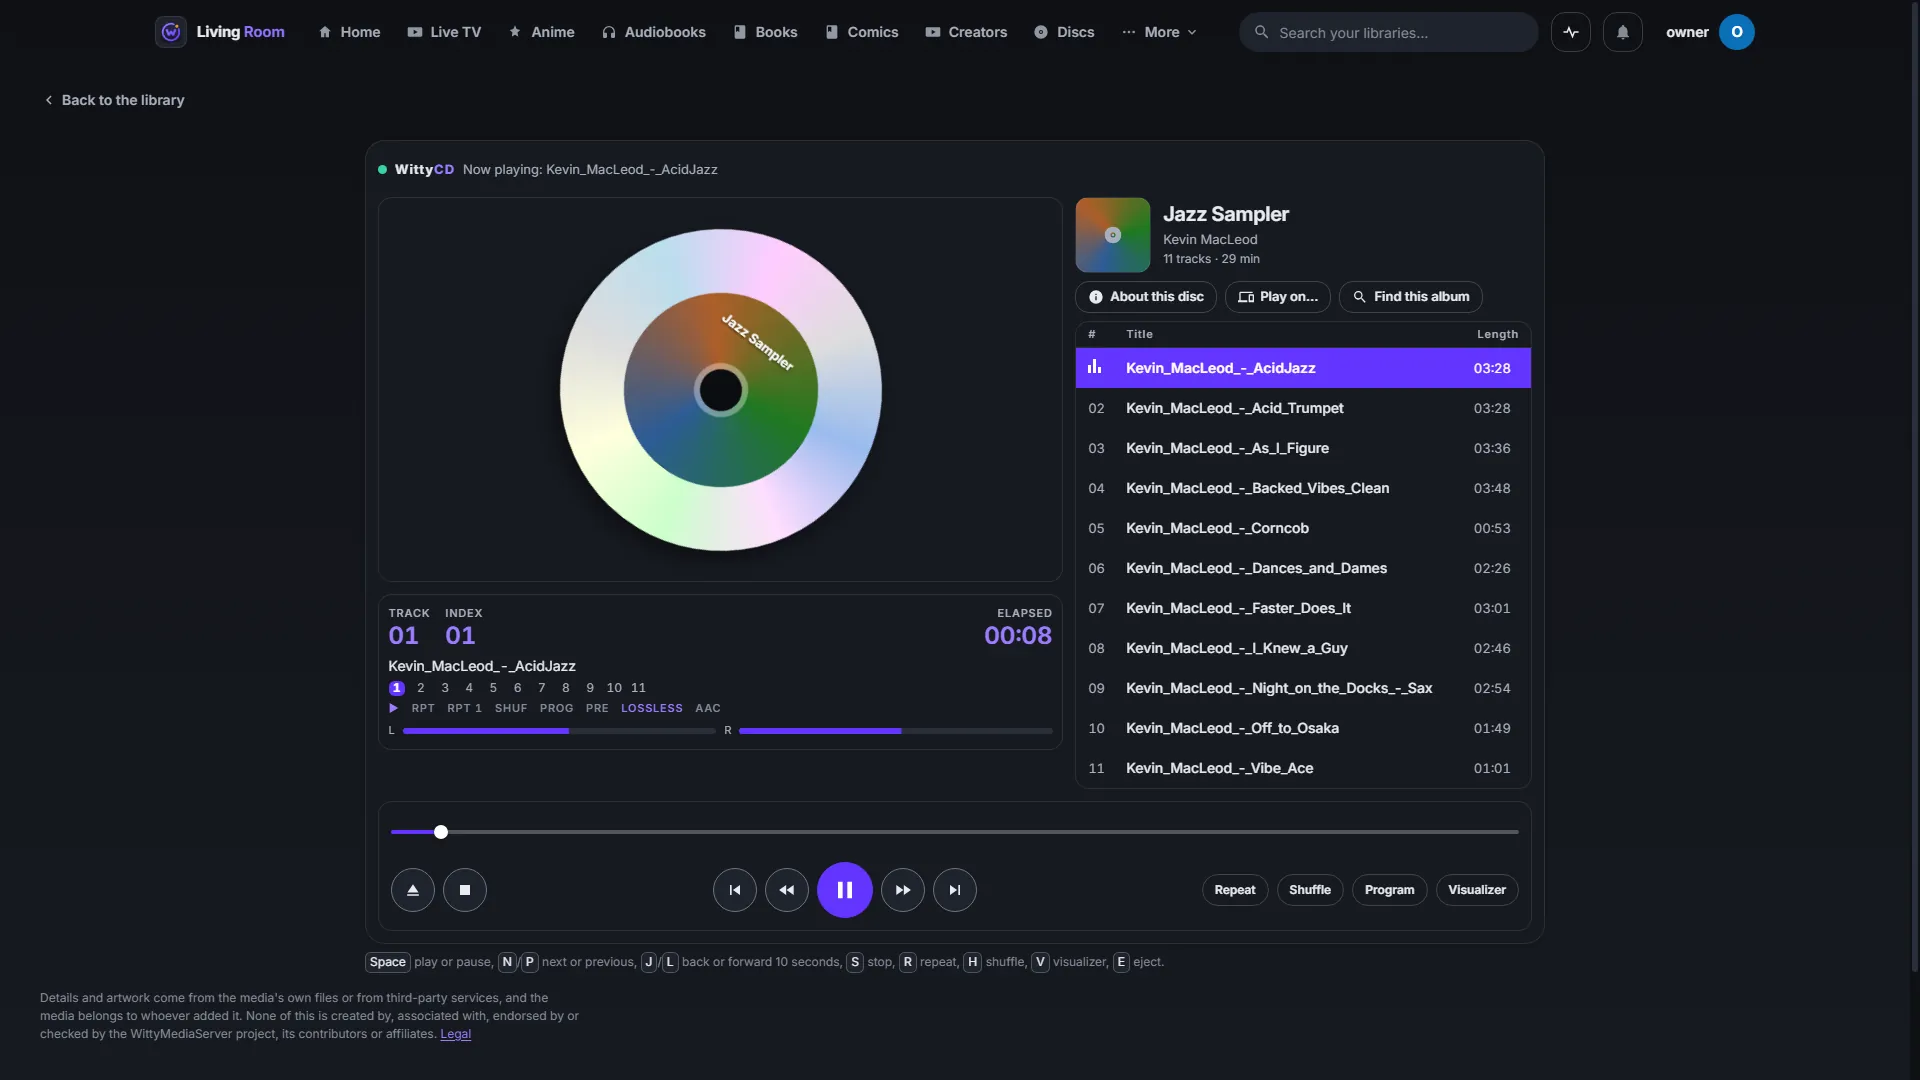 Living Room
Home
Live TV
Anime
Audiobooks
Books
Comics
Creators
Discs
More
Search your libraries...
owner
O
Back to the library
WittyCD Now playing: Kevin_MacLeod_-_AcidJazz
Jazz Sampler
Jazz Sampler
Kevin MacLeod
11 tracks · 29 min
About this disc
Play on...
Find this album
# Title Length
Kevin_MacLeod_-_AcidJazz 03:28
02 Kevin_MacLeod_-_Acid_Trumpet 03:28
03 Kevin_MacLeod_-_As_I_Figure 03:36
04 Kevin_MacLeod_-_Backed_Vibes_Clean 03:48
05 Kevin_MacLeod_-_Corncob 00:53
06 Kevin_MacLeod_-_Dances_and_Dames 02:26
07 Kevin_MacLeod_-_Faster_Does_It 03:01
08 Kevin_MacLeod_-_I_Knew_a_Guy 02:46
09 Kevin_MacLeod_-_Night_on_the_Docks_-_Sax 02:54
10 Kevin_MacLeod_-_Off_to_Osaka 01:49
11 Kevin_MacLeod_-_Vibe_Ace 01:01
TRACK INDEX ELAPSED
01 01 00:08
Kevin_MacLeod_-_AcidJazz
1 2 3 4 5 6 7 8 9 10 11
RPT RPT 1 SHUF PROG PRE LOSSLESS AAC
L R
Repeat
Shuffle
Program
Visualizer
Space play or pause, N/P next or previous, J/L back or forward 10 seconds, S stop, R repeat, H shuffle, V visualizer, E eject.
Details and artwork come from the media's own files or from third-party services, and the
media belongs to whoever added it. None of this is created by, associated with, endorsed by or
checked by the WittyMediaServer project, its contributors or affiliates. Legal